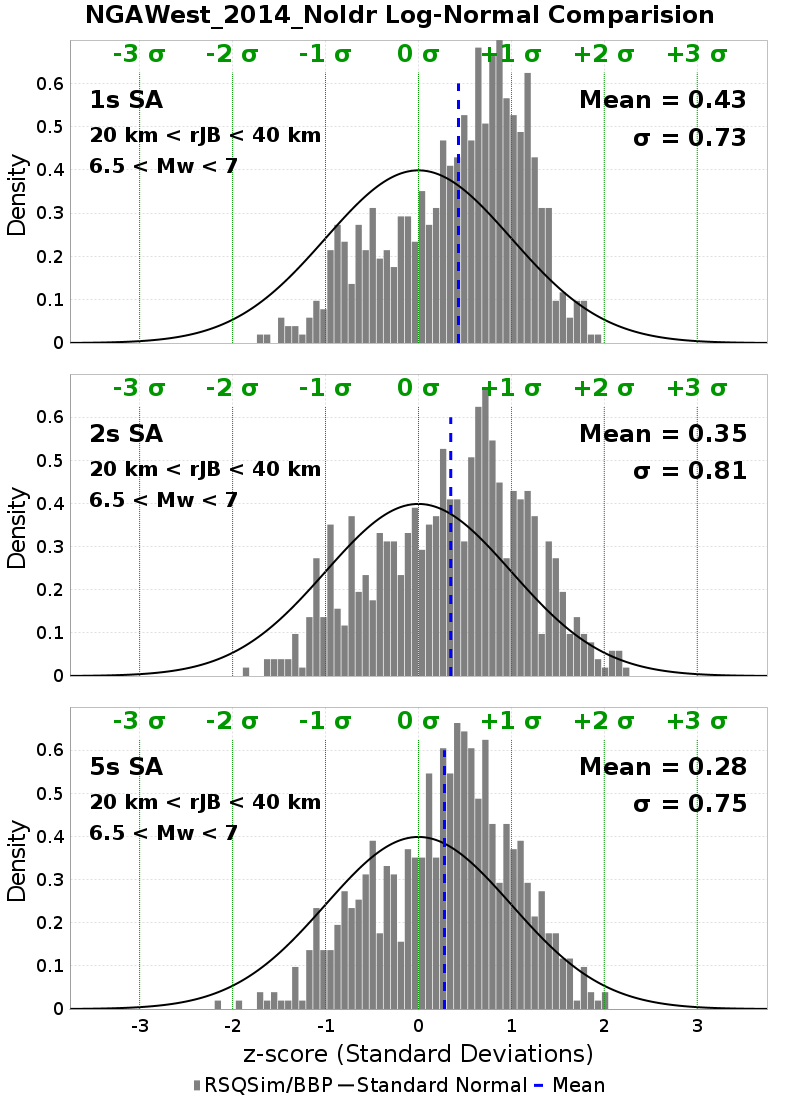 NGAWest_2014_NoIdr Log-Normal Comparision
-3 σ -2 σ -1 σ 0 σ +1 σ +2 σ +3 σ
1s SA
20 km < rJB < 40 km
6.5 < Mw < 7
Mean = 0.43
σ = 0.73
Density
0.6
0.5
0.4
0.3
0.2
0.1
0
-3 σ -2 σ -1 σ 0 σ +1 σ +2 σ +3 σ
2s SA
20 km < rJB < 40 km
6.5 < Mw < 7
Mean = 0.35
σ = 0.81
Density
0.6
0.5
0.4
0.3
0.2
0.1
0
-3 σ -2 σ -1 σ 0 σ +1 σ +2 σ +3 σ
5s SA
20 km < rJB < 40 km
6.5 < Mw < 7
Mean = 0.28
σ = 0.75
Density
0.6
0.5
0.4
0.3
0.2
0.1
0
-3 -2 -1 0 1 2 3
z-score (Standard Deviations)
RSQSim/BBP Standard Normal Mean